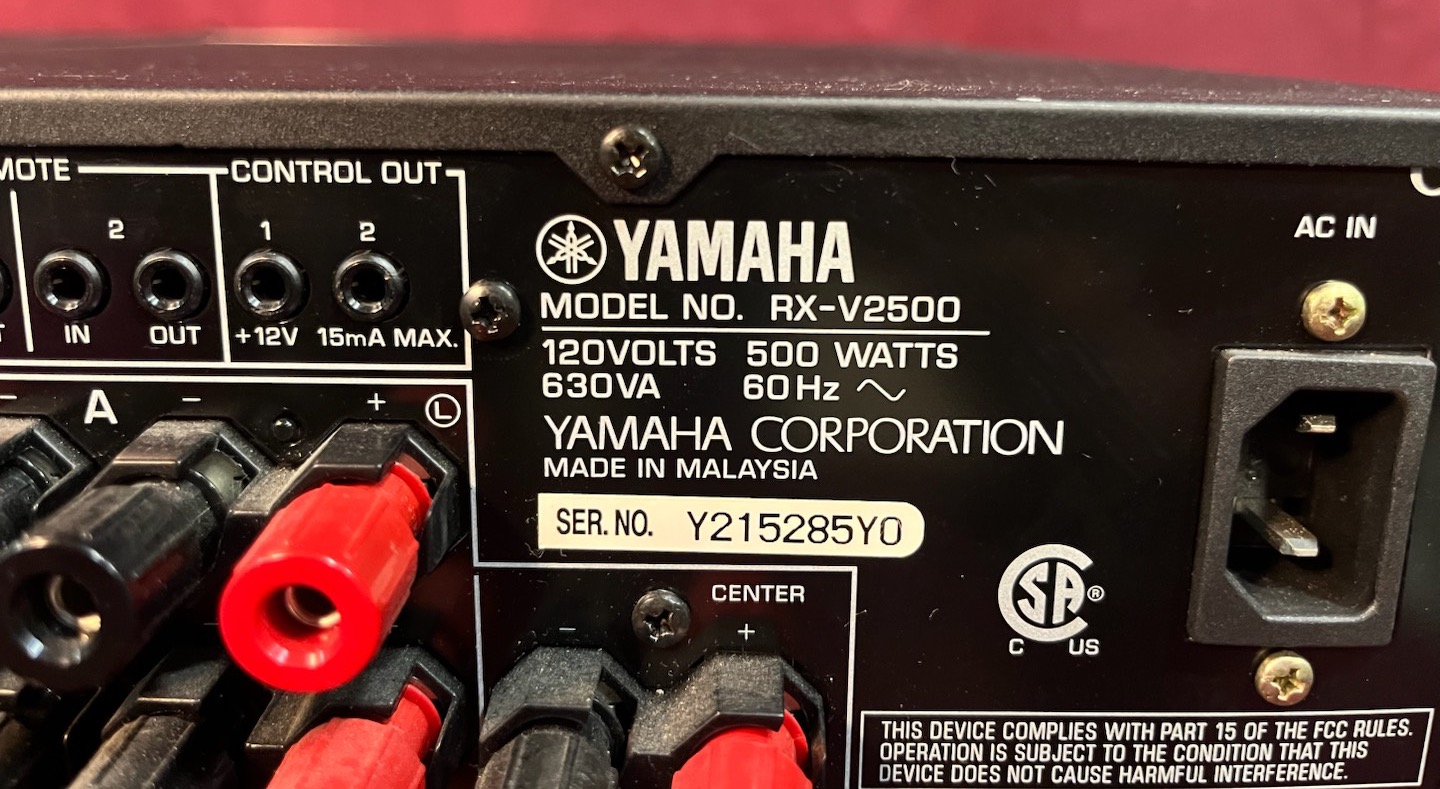 CONTROL OUT
2
1
2
IN
OUT
+12V
15mA MAX.
A
−
+
L
YAMAHA
MODEL NO. RX-V2500
120VOLTS 500 WATTS
630VA 60Hz ∿
YAMAHA CORPORATION
MADE IN MALAYSIA
SER. NO. Y215285Y0
AC IN
CENTER
−
+
SA ®
C US
THIS DEVICE COMPLIES WITH PART 15 OF THE FCC RULES.
OPERATION IS SUBJECT TO THE CONDITION THAT THIS
DEVICE DOES NOT CAUSE HARMFUL INTERFERENCE.